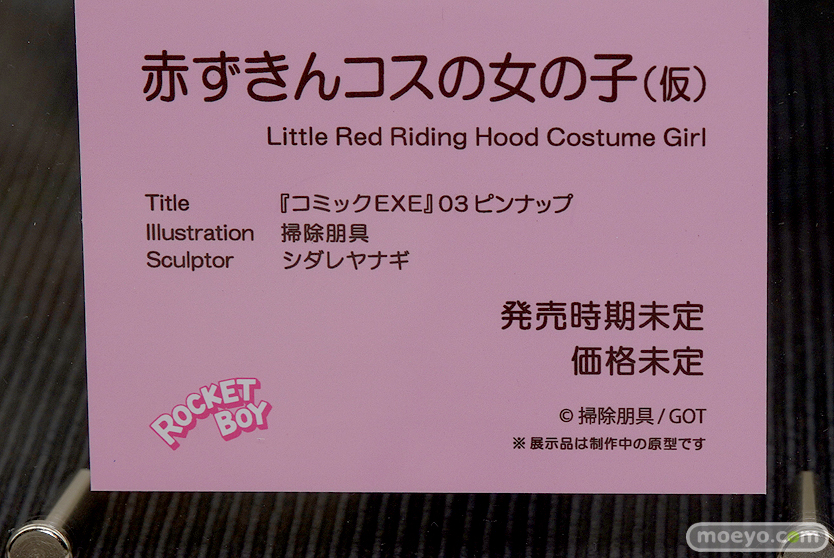 赤ずきんコスの女の子(仮)
Little Red Riding Hood Costume Girl
Title 『コミックEXE』03 ピンナップ
Illustration 掃除朋具
Sculptor シダレヤナギ
発売時期未定
価格未定
ROCKET BOY
© 掃除朋具 / GOT
※ 展示品は制作中の原型です
moeyo.com